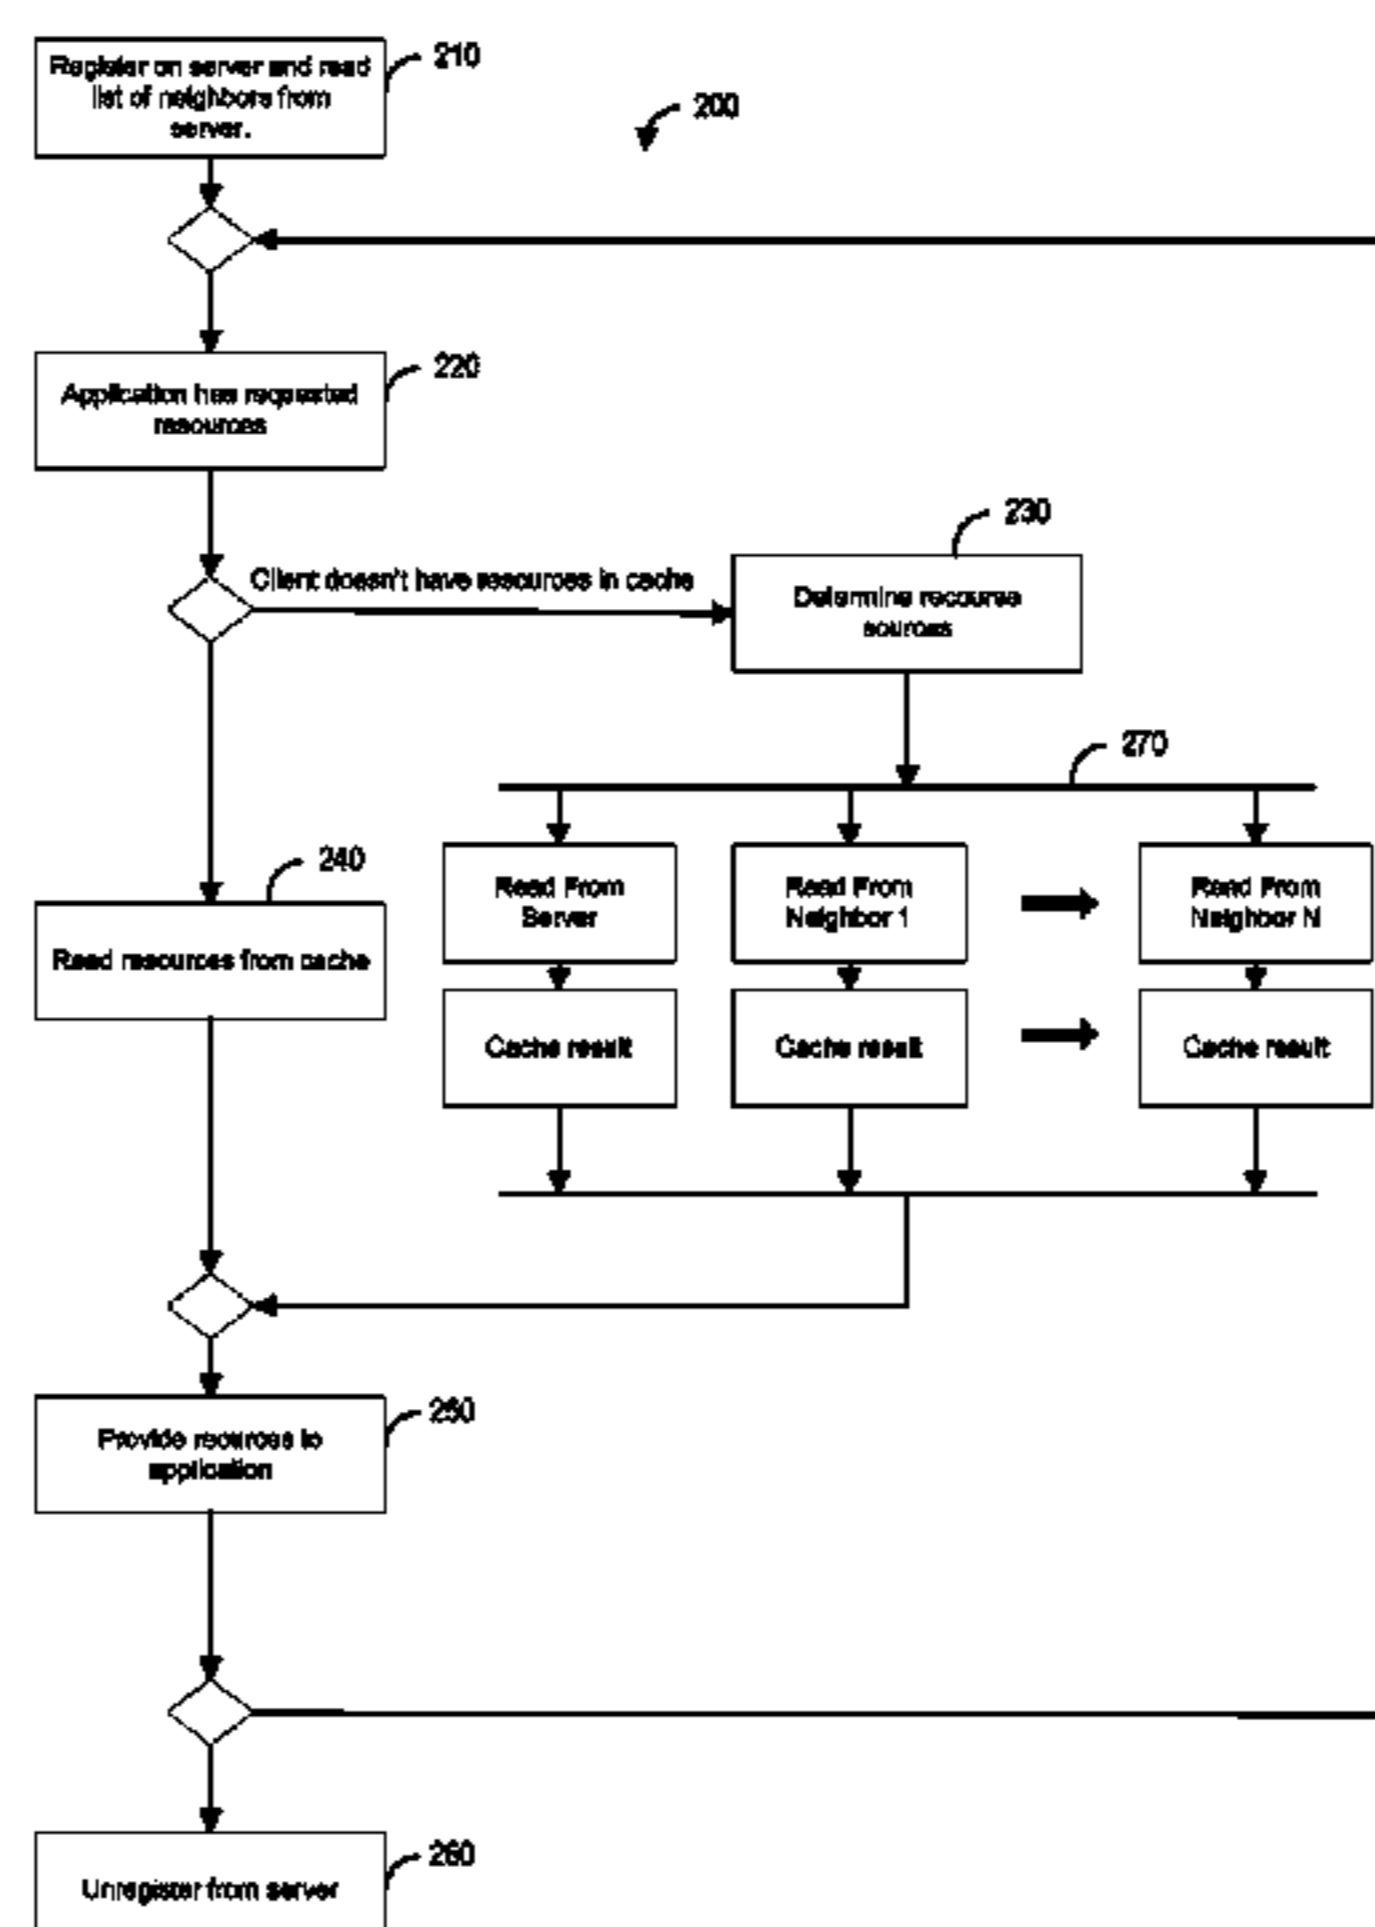 Register on server and read
list of neighbors from
server.
210
200
Application has requested
resources
220
Client doesn't have resources in cache
230
Determine recourse
sources
270
240
Read resources from cache
Read From
Server
Read From
Neighbor 1
Read From
Neighbor N
Cache result
Cache result
Cache result
Provide recurces to
application
250
Unregister from server
260